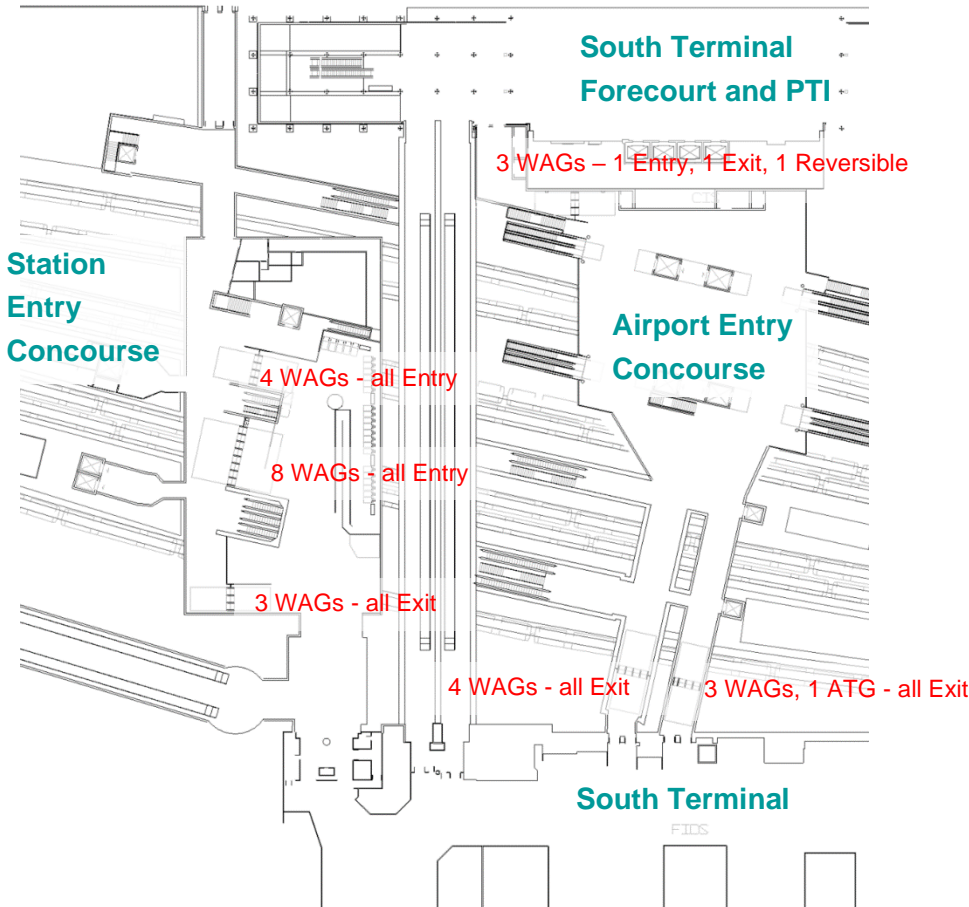 South Terminal
Forecourt and PTI
3 WAGs – 1 Entry, 1 Exit, 1 Reversible
Station
Entry
Concourse
Airport Entry
Concourse
4 WAGs - all Entry
8 WAGs - all Entry
3 WAGs - all Exit
4 WAGs - all Exit
3 WAGs, 1 ATG - all Exit
South Terminal
FIDS